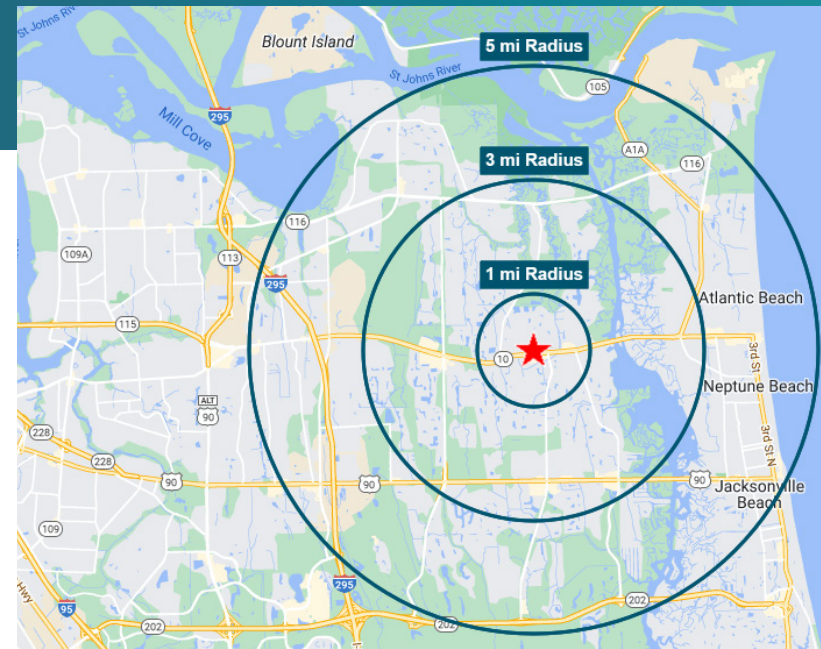 St Johns River
Blount Island
5 mi Radius
St Johns River
105
295
Mill Cove
A1A
3 mi Radius
116
116
109A
113
1 mi Radius
295
Atlantic Beach
115
10
3rd St
Neptune Beach
ALT
90
3rd St N
228
228
90
90
90
Jacksonville
Beach
109
295
Hwy
95
202
202
202